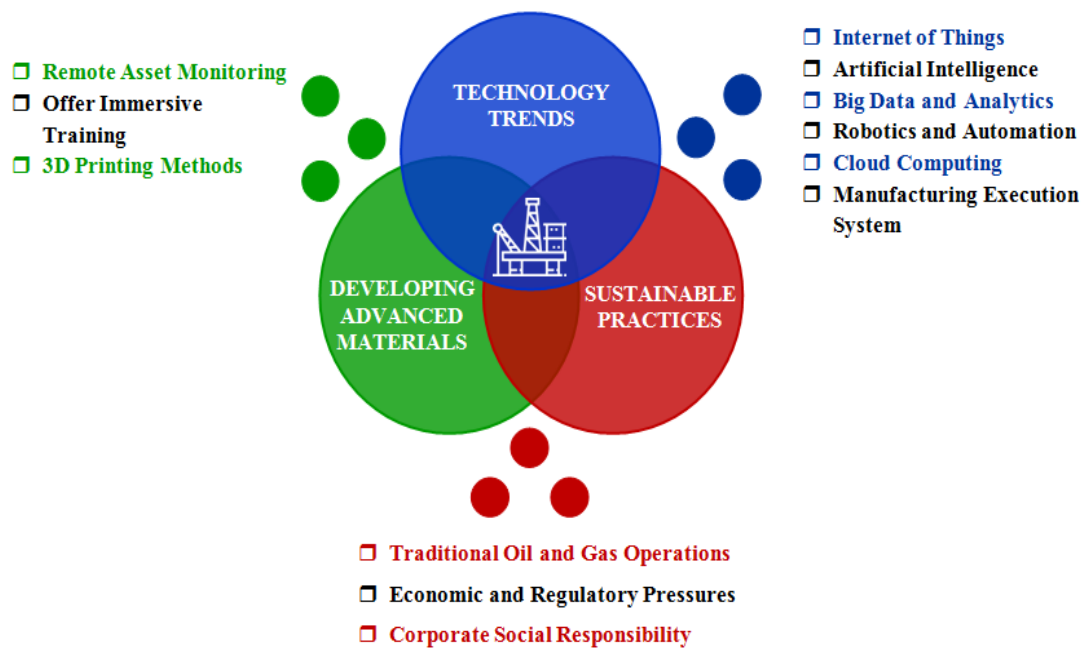 Remote Asset Monitoring
Offer Immersive
Training
3D Printing Methods
TECHNOLOGY
TRENDS
Internet of Things
Artificial Intelligence
Big Data and Analytics
Robotics and Automation
Cloud Computing
Manufacturing Execution
System
DEVELOPING
ADVANCED
MATERIALS
SUSTAINABLE
PRACTICES
Traditional Oil and Gas Operations
Economic and Regulatory Pressures
Corporate Social Responsibility